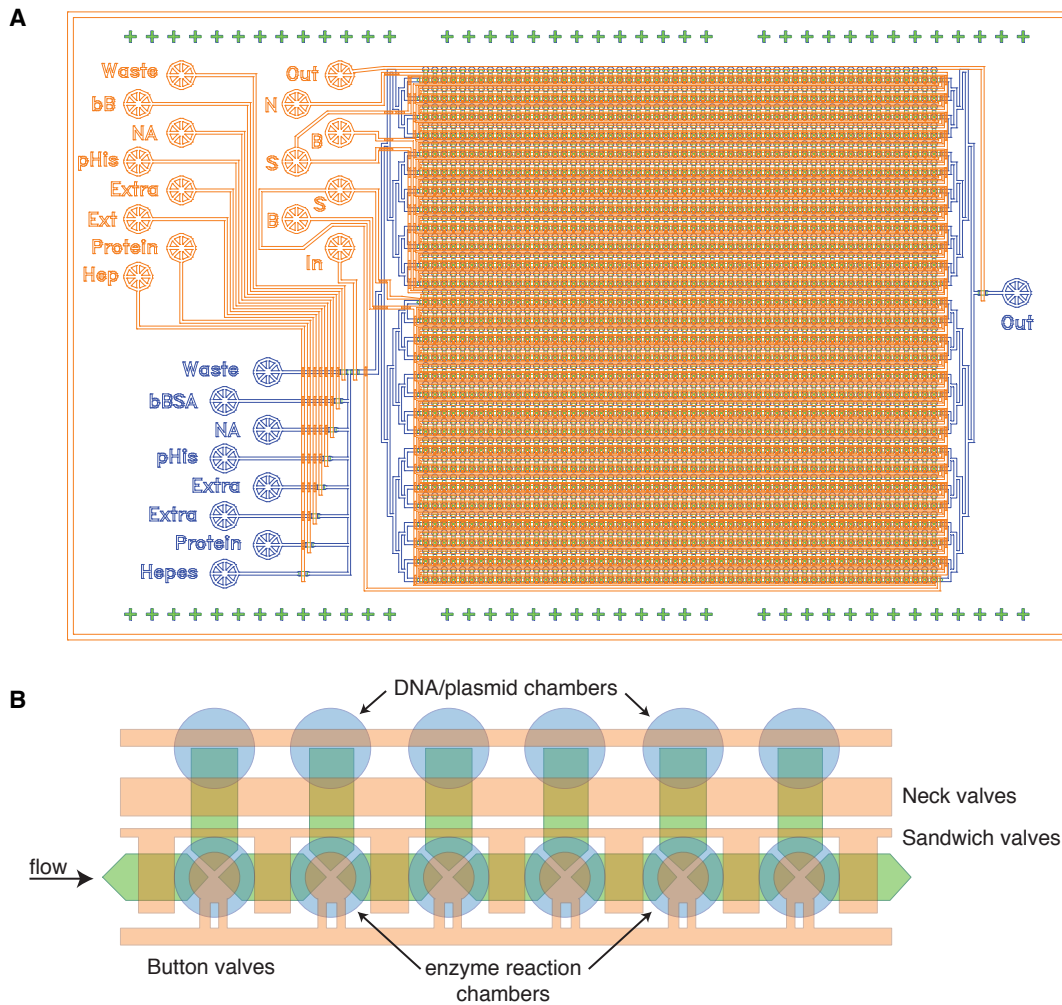 A
Waste
bB
NA
pHis
Extra
Ext
Protein
Hep
Out
N
B
S
S
B
In
Waste
bBSA
NA
pHis
Extra
Extra
Protein
Hepes
Out
B
DNA/plasmid chambers
Neck valves
Sandwich valves
flow
Button valves
enzyme reaction
chambers